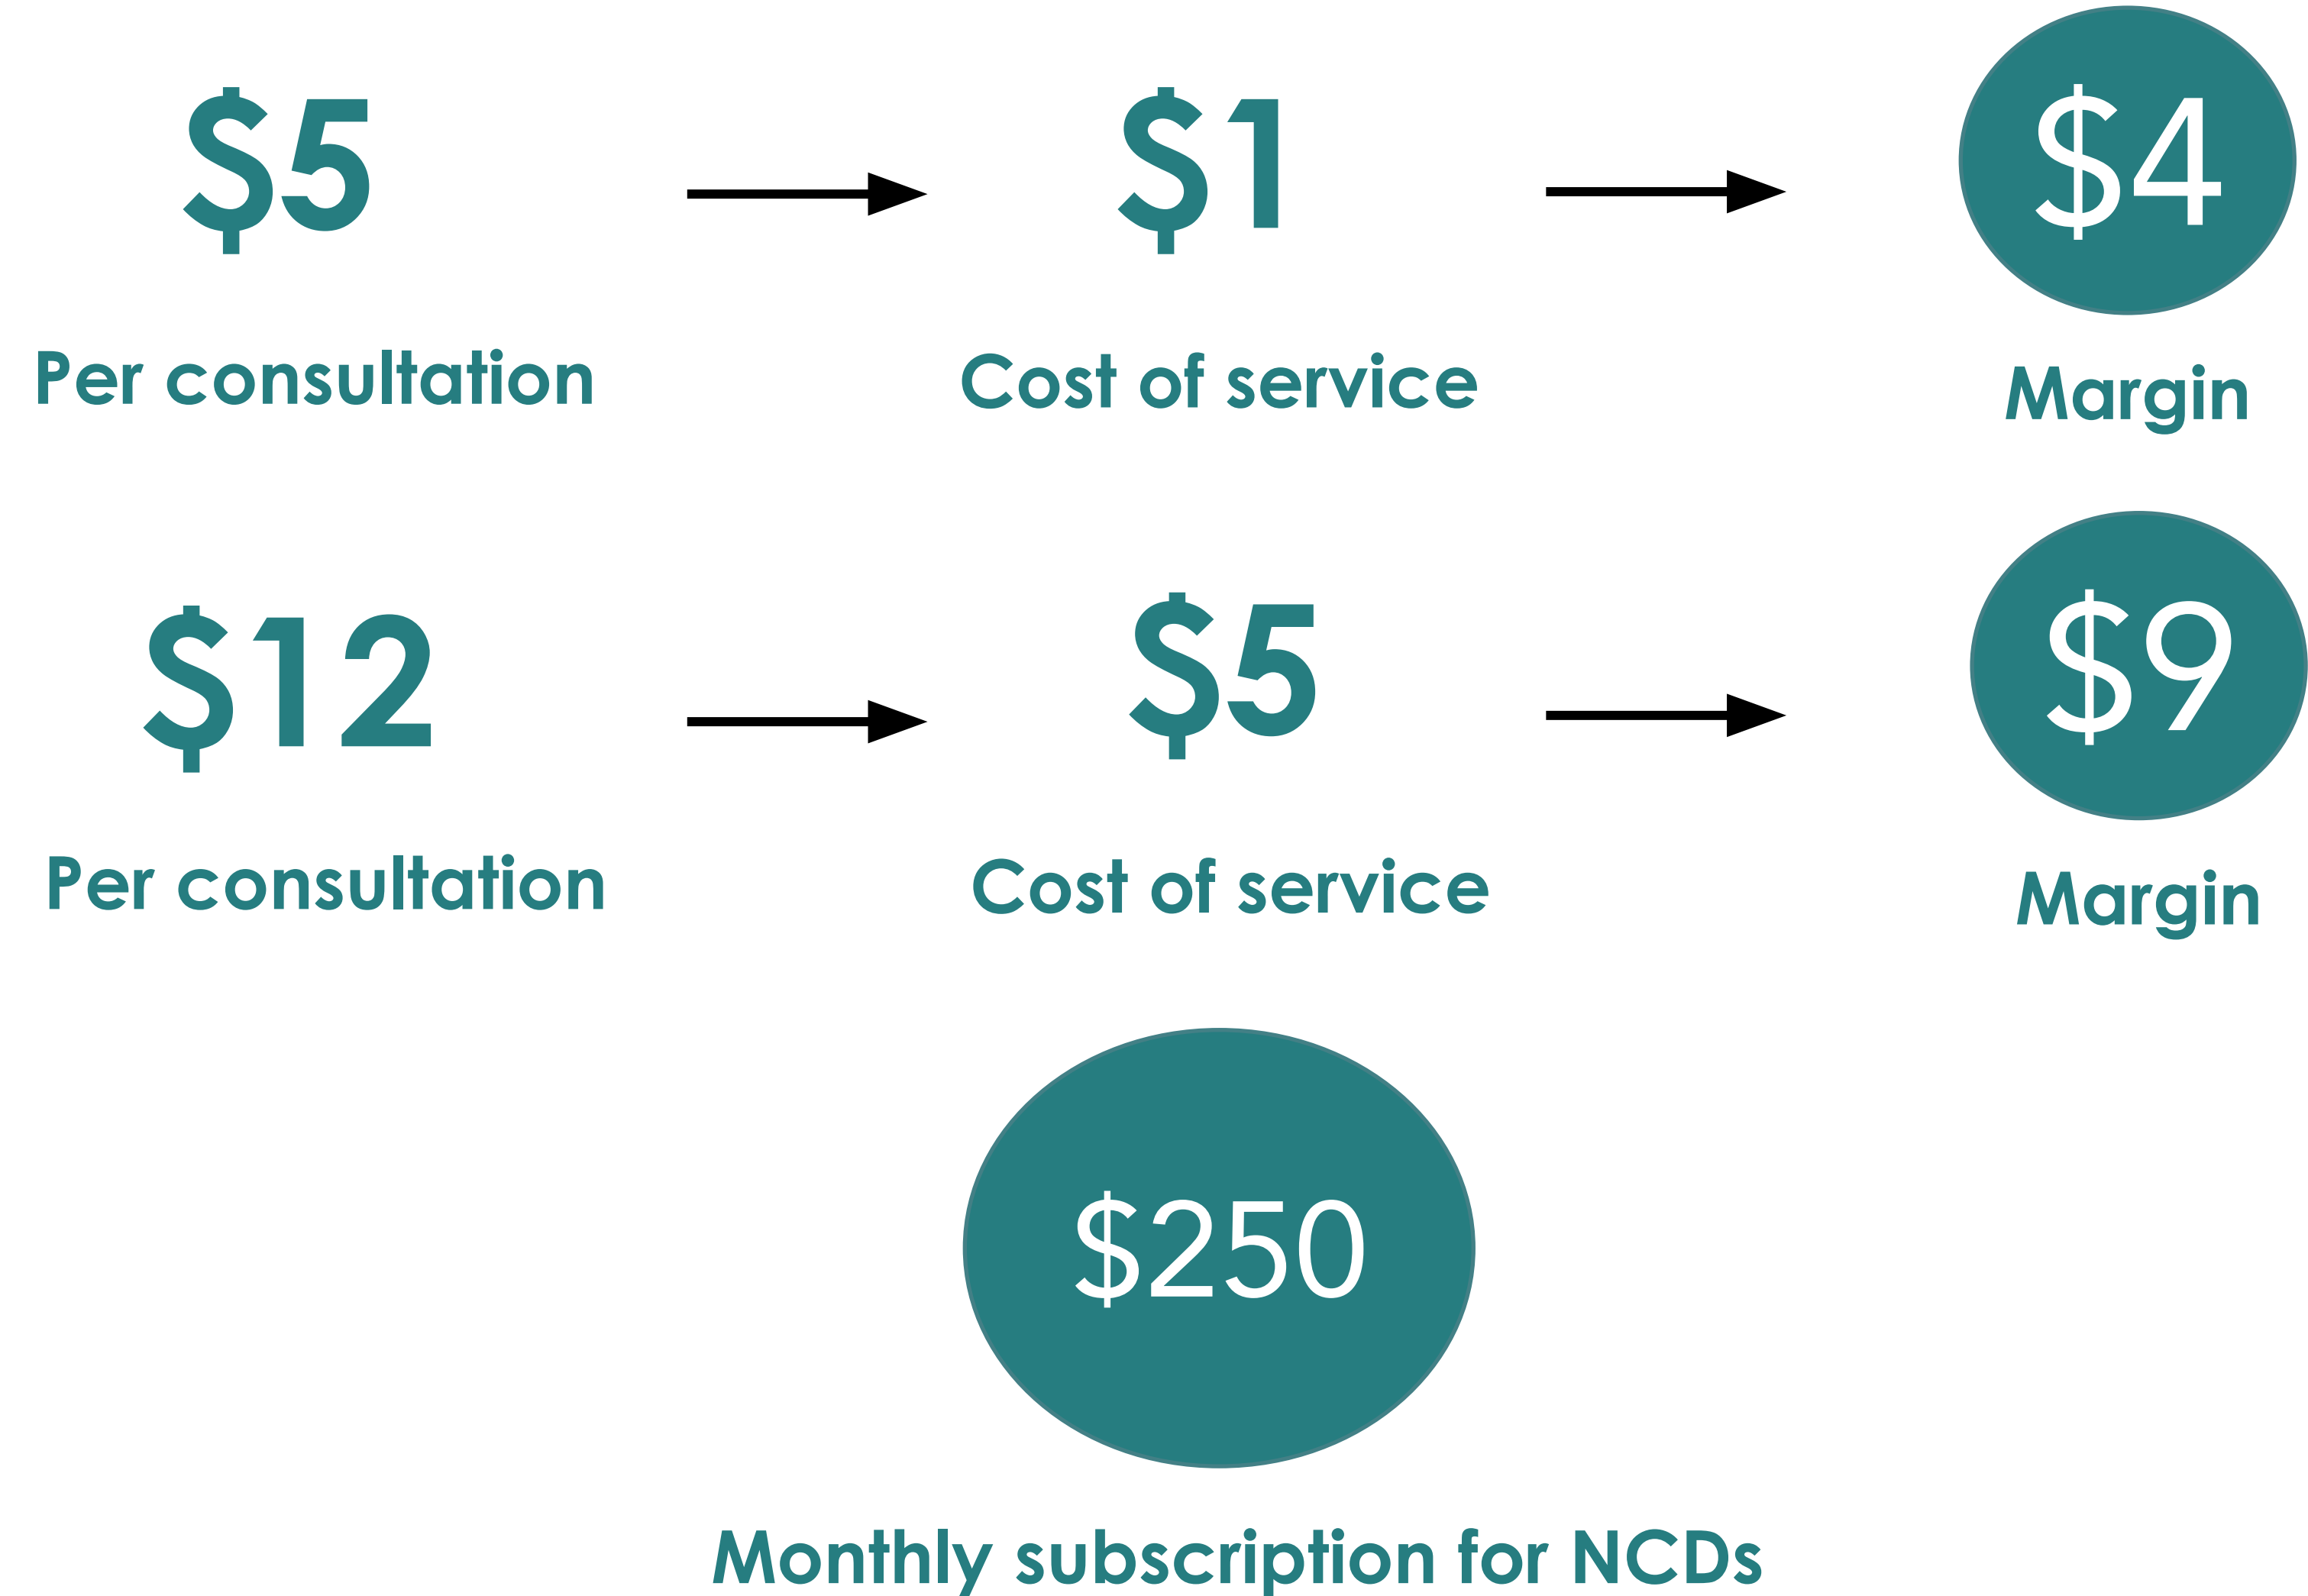 $5
$1
$4
Per consultation
Cost of service
Margin
$12
$5
$9
Per consultation
Cost of service
Margin
$250
Monthly subscription for NCDs